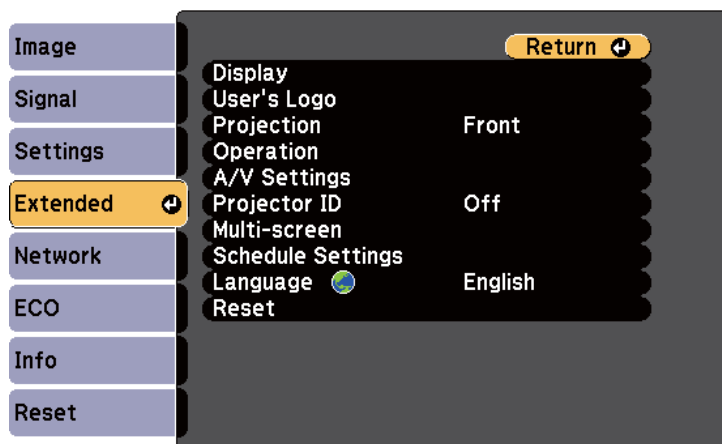 Image
Signal
Settings
Extended
Network
ECO
Info
Reset
Return
Display
User's Logo
Projection Front
Operation
A/V Settings
Projector ID Off
Multi-screen
Schedule Settings
Language English
Reset